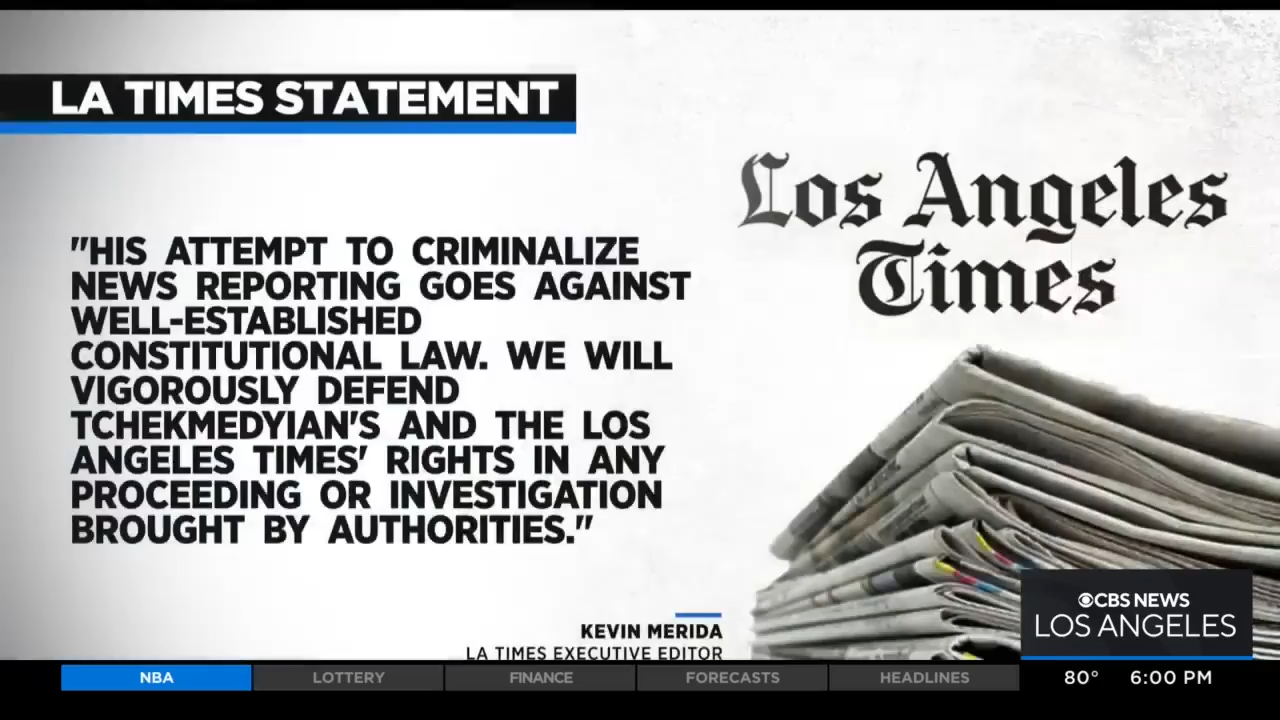 LA TIMES STATEMENT
Los Angeles
Times
"HIS ATTEMPT TO CRIMINALIZE
NEWS REPORTING GOES AGAINST
WELL-ESTABLISHED
CONSTITUTIONAL LAW. WE WILL
VIGOROUSLY DEFEND
TCHEKMEDYIAN'S AND THE LOS
ANGELES TIMES' RIGHTS IN ANY
PROCEEDING OR INVESTIGATION
BROUGHT BY AUTHORITIES."
KEVIN MERIDA
LA TIMES EXECUTIVE EDITOR
CBS NEWS
LOS ANGELES
NBA LOTTERY FINANCE FORECASTS HEADLINES 80° 6:00 PM